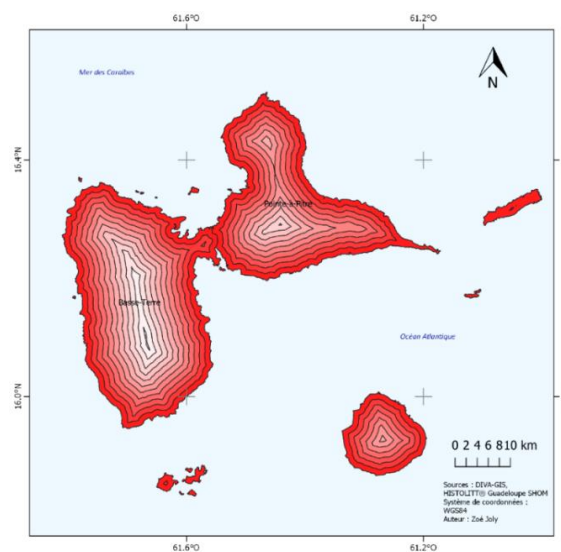 61.6°O 61.2°O
Mer des Caraïbes
N
16.4°N
Pointe-à-Pitre
Basse-Terre
Océan Atlantique
16.0°N
0 2 4 6 810 km
Sources : DIVA-GIS,
HISTOLITT® Guadeloupe SHOM
Système de coordonnées :
WGS84
Auteur : Zoé Joly
61.6°O 61.2°O